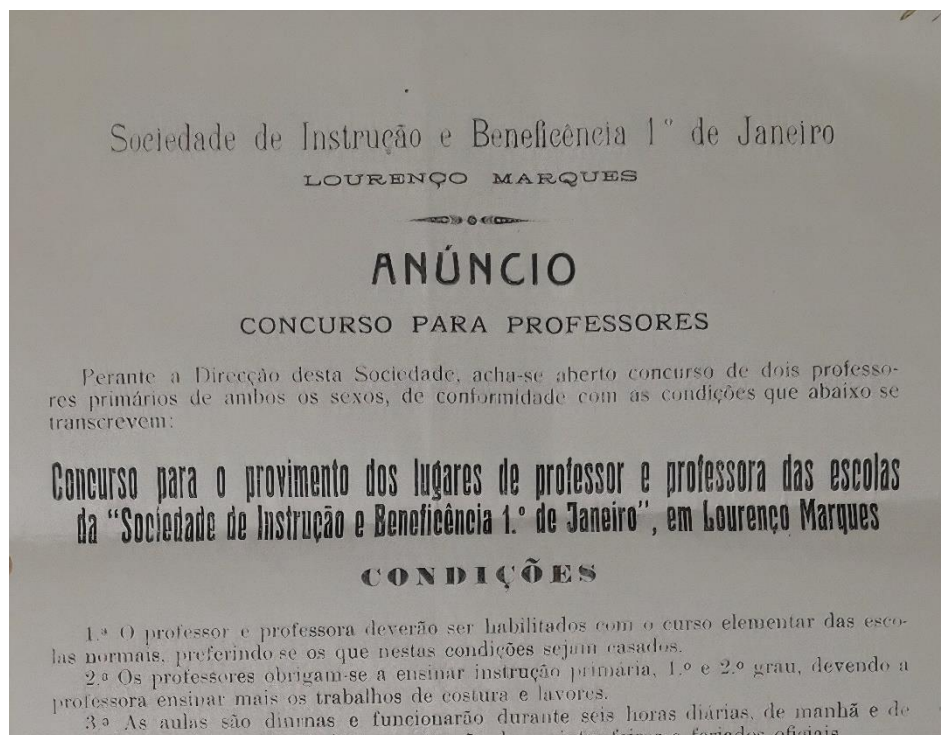 Sociedade de Instrução e Beneficência 1º de Janeiro
LOURENÇO MARQUES
ANÚNCIO
CONCURSO PARA PROFESSORES
Perante a Direcção desta Sociedade, acha-se aberto concurso de dois professo-
res primários de ambos os sexos, de conformidade com as condições que abaixo se
transcrevem:
Concurso para o provimento dos lugares de professor e professora das escolas
da "Sociedade de Instrução e Beneficência 1.º de Janeiro", em Lourenço Marques
CONDIÇÕES
1.ª O professor e professora deverão ser habilitados com o curso elementar das esco-
las normais, preferindo-se os que nestas condições sejam casados.
2.ª Os professores obrigam-se a ensinar instrução primária, 1.º e 2.º grau, devendo a
professora ensinar mais os trabalhos de costura e lavores.
3.ª As aulas são diurnas e funcionarão durante seis horas diárias, de manhã e de
feriados oficiais